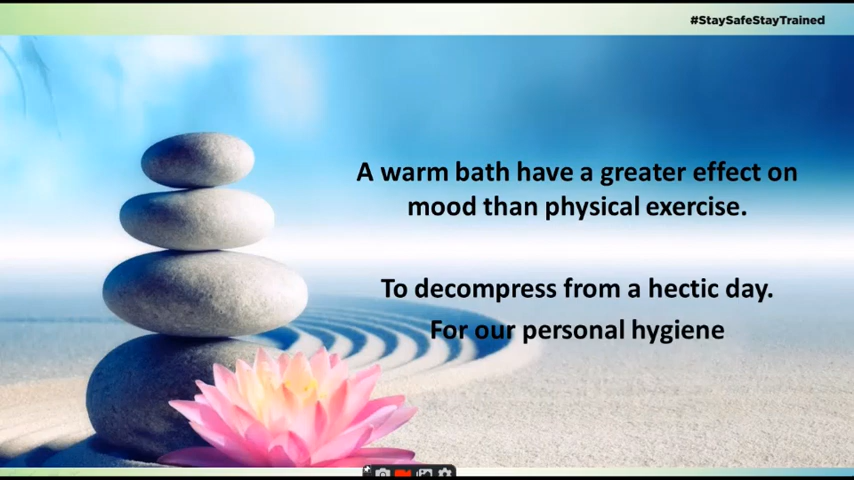 #StaySafeStayTrained
A warm bath have a greater effect on
mood than physical exercise.
To decompress from a hectic day.
For our personal hygiene